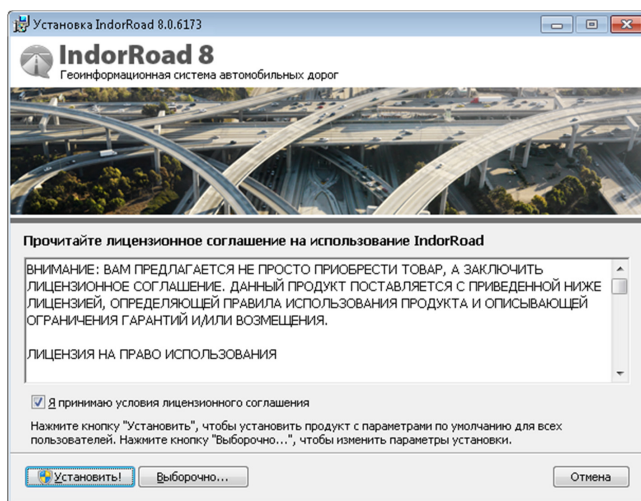 Установка IndorRoad 8.0.6173
IndorRoad 8
Геоинформационная система автомобильных дорог
Прочитайте лицензионное соглашение на использование IndorRoad
ВНИМАНИЕ: ВАМ ПРЕДЛАГАЕТСЯ НЕ ПРОСТО ПРИОБРЕСТИ ТОВАР, А ЗАКЛЮЧИТЬ
ЛИЦЕНЗИОННОЕ СОГЛАШЕНИЕ. ДАННЫЙ ПРОДУКТ ПОСТАВЛЯЕТСЯ С ПРИВЕДЕННОЙ НИЖЕ
ЛИЦЕНЗИЕЙ, ОПРЕДЕЛЯЮЩЕЙ ПРАВИЛА ИСПОЛЬЗОВАНИЯ ПРОДУКТА И ОПИСЫВАЮЩЕЙ
ОГРАНИЧЕНИЯ ГАРАНТИЙ И/ИЛИ ВОЗМЕЩЕНИЯ.
ЛИЦЕНЗИЯ НА ПРАВО ИСПОЛЬЗОВАНИЯ
Я принимаю условия лицензионного соглашения
Нажмите кнопку "Установить", чтобы установить продукт с параметрами по умолчанию для всех
пользователей. Нажмите кнопку "Выборочно...", чтобы изменить параметры установки.
Установить! Выборочно... Отмена